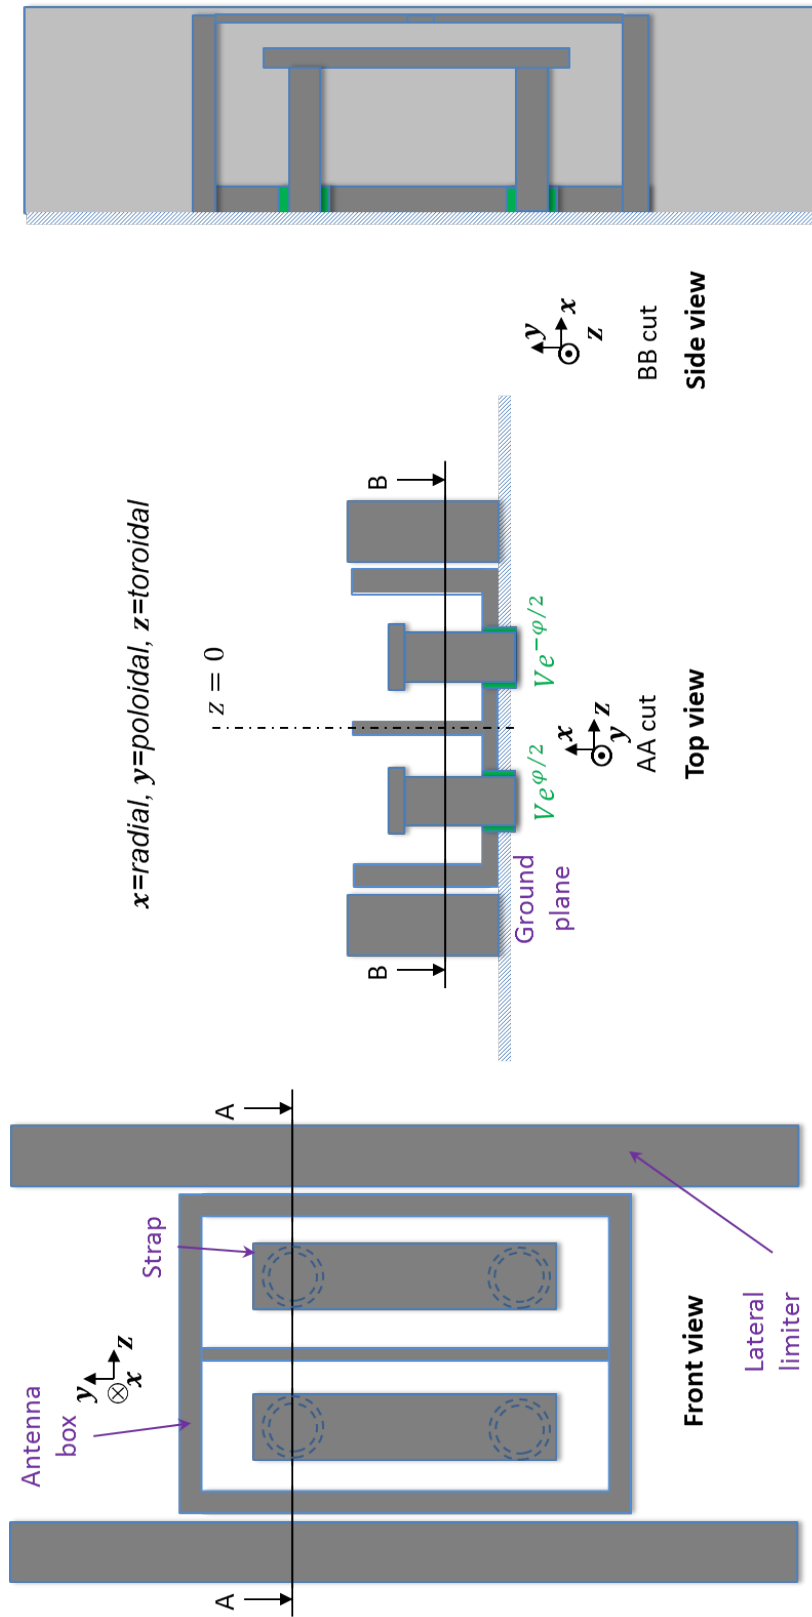 A
A
Antenna
box
y
z
x
Strap
Front view
Lateral
limiter
x=radial, y=poloidal, z=toroidal
z = 0
B
B
Ground
plane
Ve^{φ/2}
Ve^{-φ/2}
x
z
y
AA cut
Top view
y
x
z
BB cut
Side view